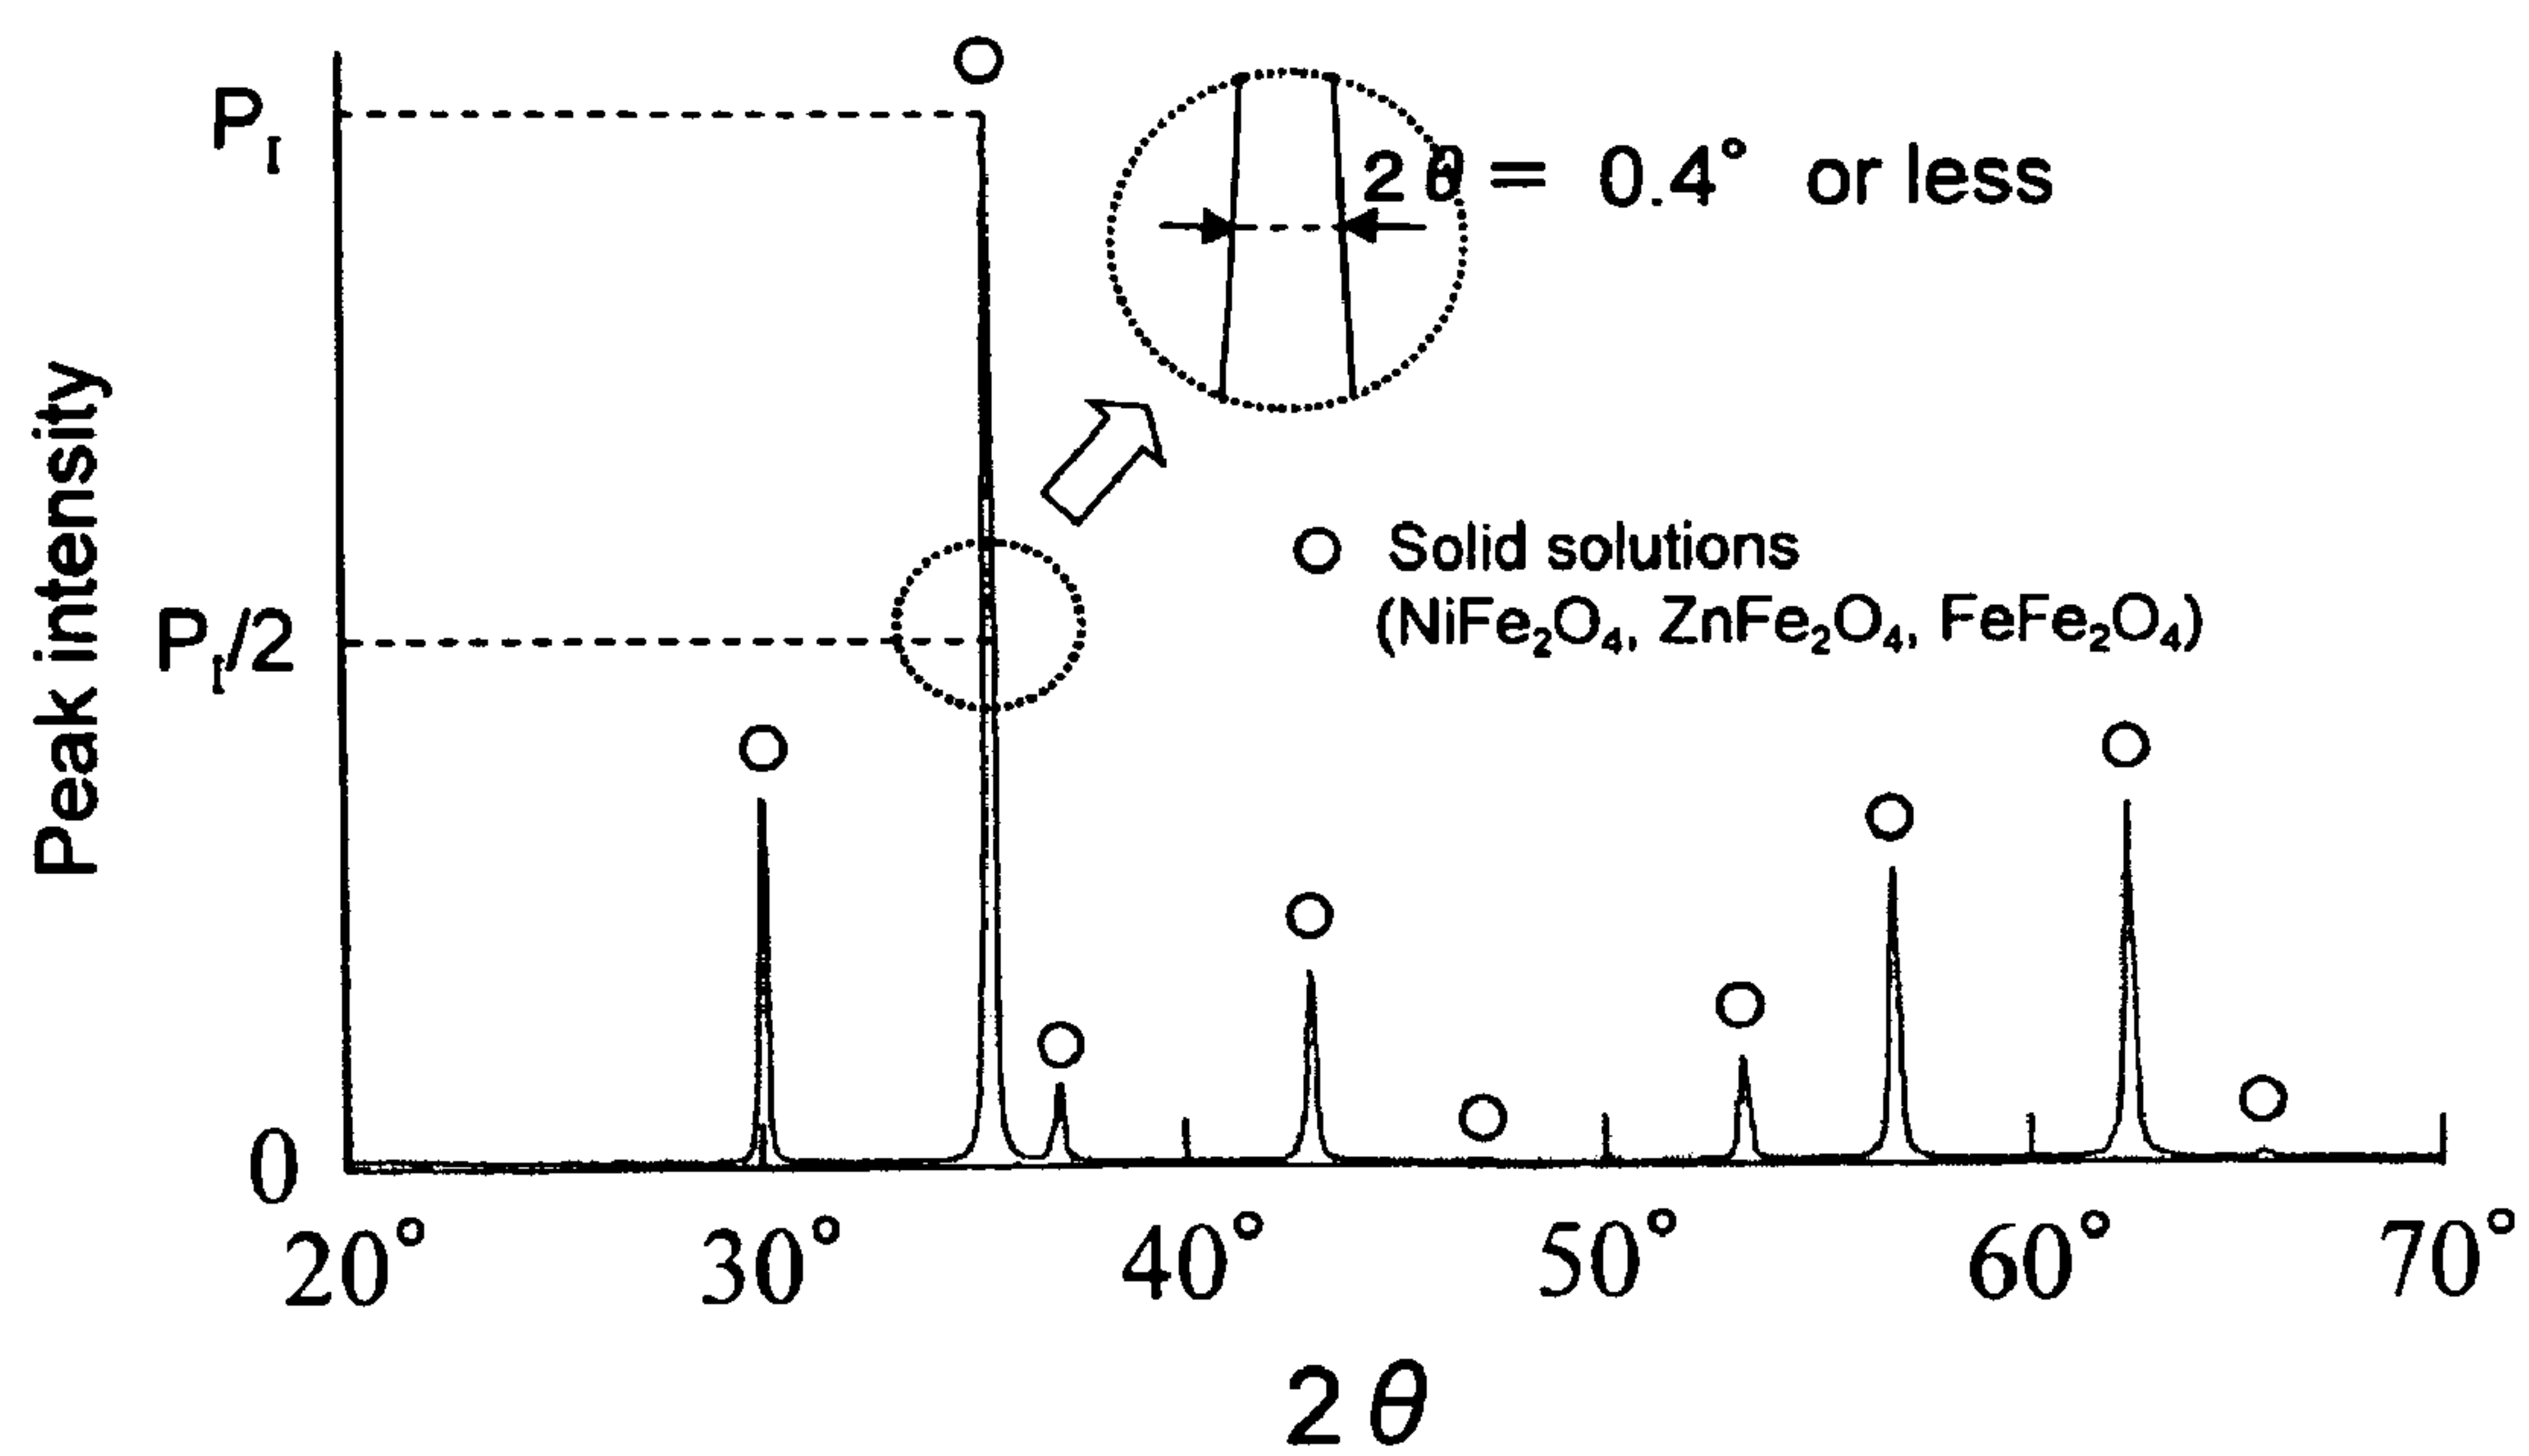 P_I
2θ = 0.4° or less
Peak intensity
○ Solid solutions
(NiFe₂O₄, ZnFe₂O₄, FeFe₂O₄)
P_I/2
0
20° 30° 40° 50° 60° 70°
2θ